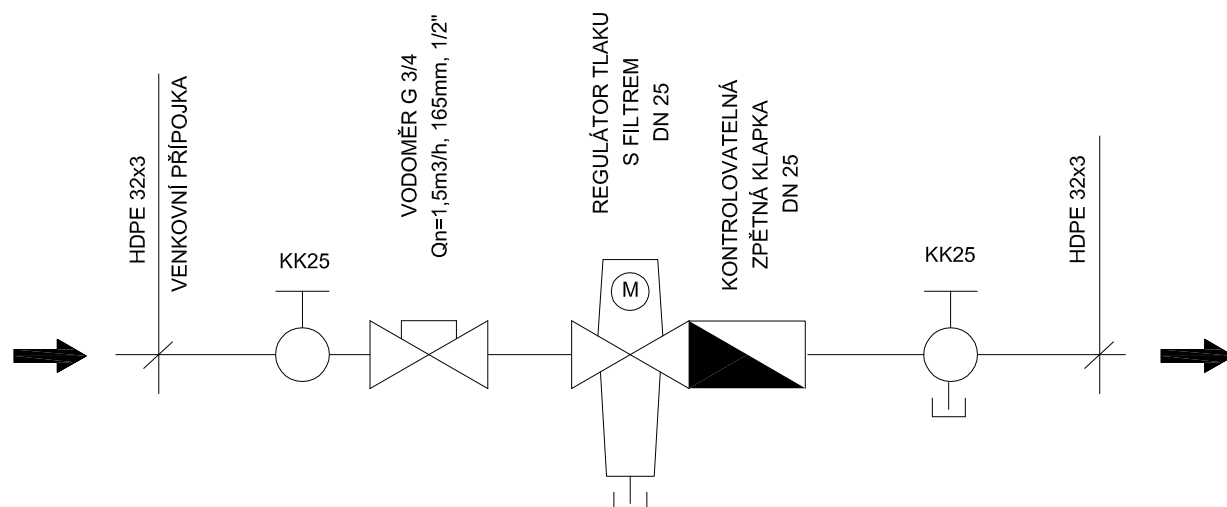 HDPE 32x3
VENKOVNÍ PŘÍPOJKA
KK25
VODOMĚR G 3/4
Qn=1,5m3/h, 165mm, 1/2"
REGULÁTOR TLAKU
S FILTREM
DN 25
M
KONTROLOVATELNÁ
ZPĚTNÁ KLAPKA
DN 25
KK25
HDPE 32x3